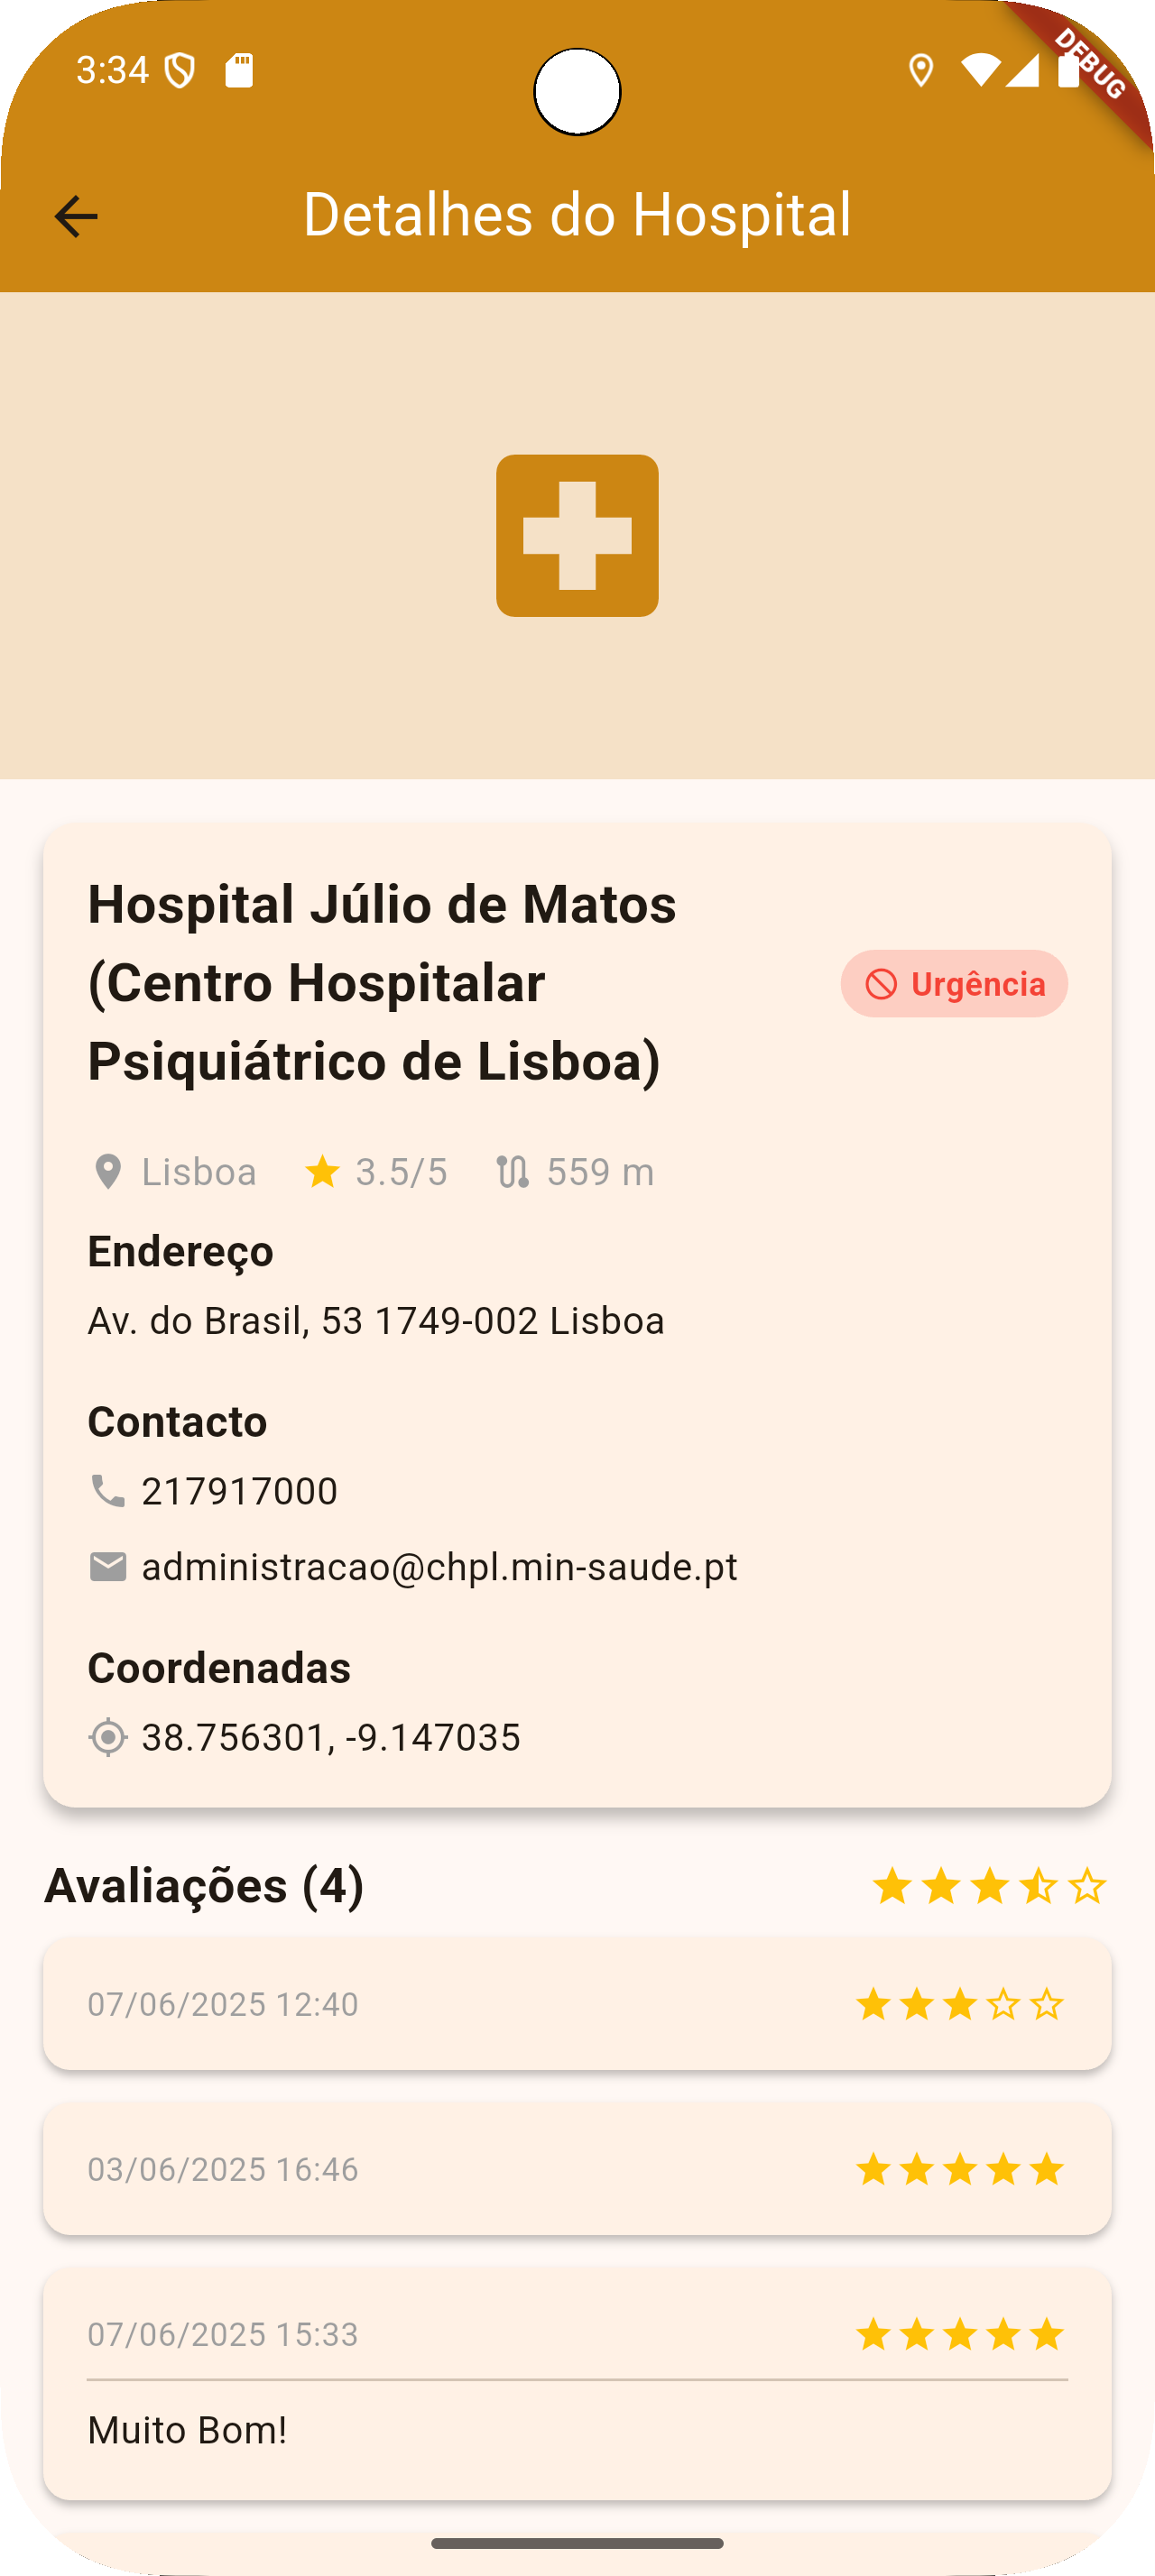 3:34
DEBUG
Detalhes do Hospital
Hospital Júlio de Matos
(Centro Hospitalar
Psiquiátrico de Lisboa)
Urgência
Lisboa 3.5/5 559 m
Endereço
Av. do Brasil, 53 1749-002 Lisboa
Contacto
217917000
administracao@chpl.min-saude.pt
Coordenadas
38.756301, -9.147035
Avaliações (4)
07/06/2025 12:40
03/06/2025 16:46
07/06/2025 15:33
Muito Bom!